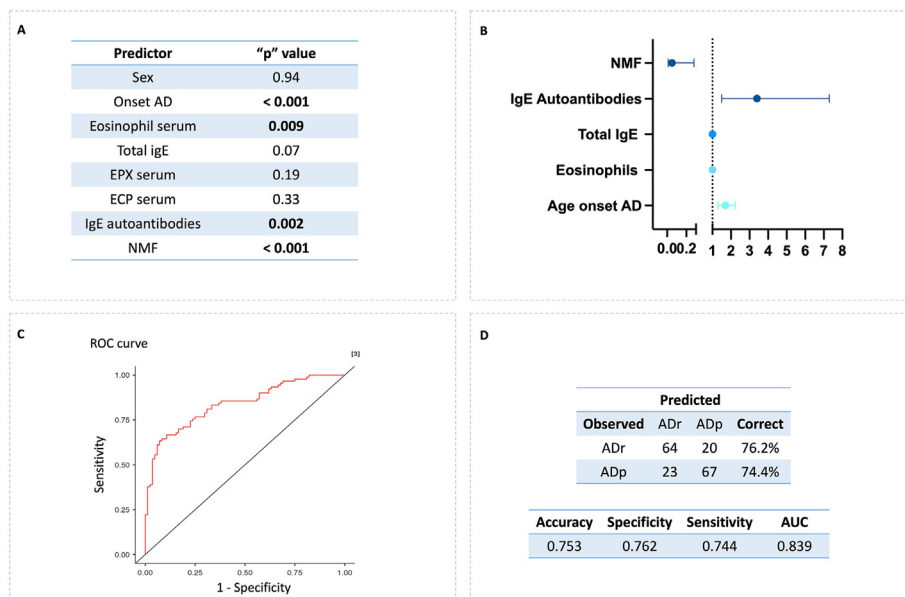 A
Predictor “p” value
Sex 0.94
Onset AD < 0.001
Eosinophil serum 0.009
Total igE 0.07
EPX serum 0.19
ECP serum 0.33
IgE autoantibodies 0.002
NMF < 0.001
B
NMF
IgE Autoantibodies
Total IgE
Eosinophils
Age onset AD
0.00.2 1 2 3 4 5 6 7 8
C
ROC curve
[3]
1.00
0.75
0.50
0.25
0.00
Sensitivity
0.00 0.25 0.50 0.75 1.00
1 - Specificity
D
Predicted
Observed ADr ADp Correct
ADr 64 20 76.2%
ADp 23 67 74.4%
Accuracy Specificity Sensitivity AUC
0.753 0.762 0.744 0.839